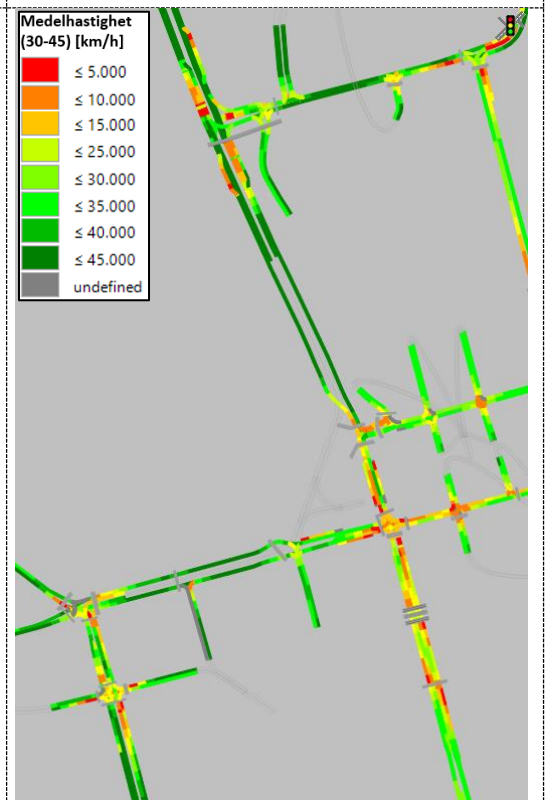 Medelhastighet
(30-45) [km/h]
≤ 5.000
≤ 10.000
≤ 15.000
≤ 25.000
≤ 30.000
≤ 35.000
≤ 40.000
≤ 45.000
undefined